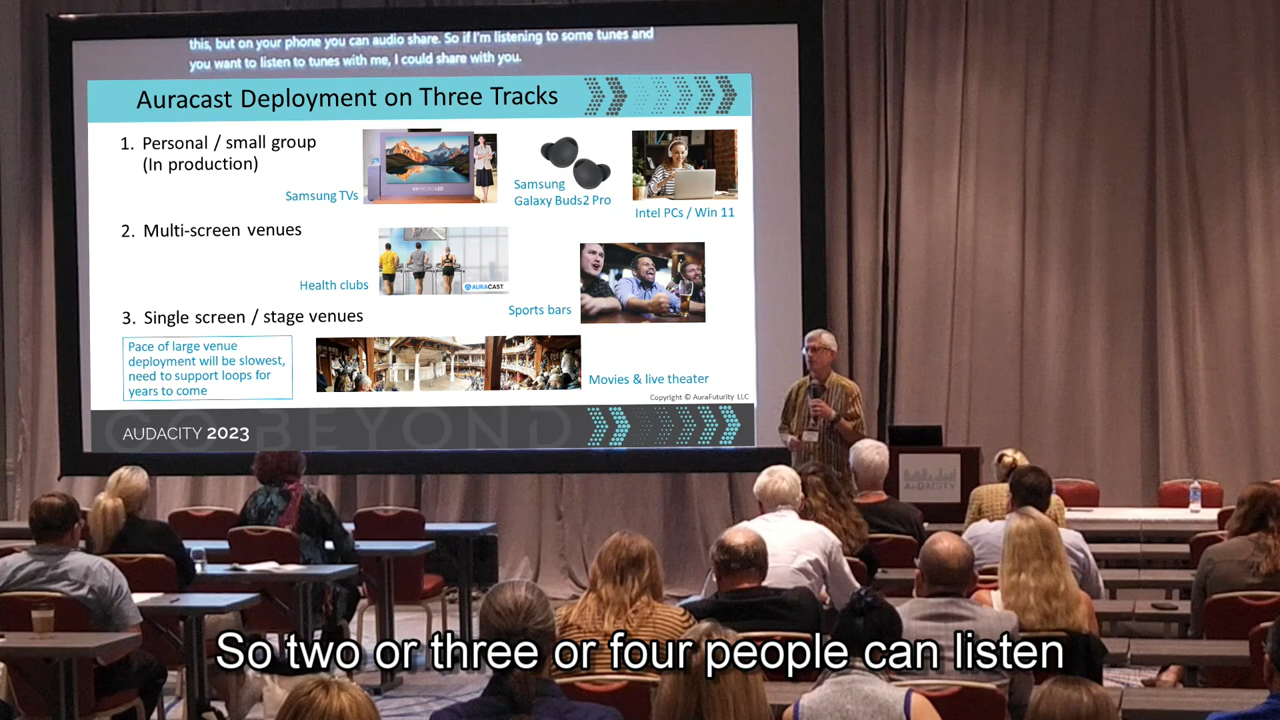 this, but on your phone you can audio share. So if I'm listening to some tunes and
you want to listen to tunes with me, I could share with you.
Auracast Deployment on Three Tracks
1. Personal / small group
(In production)
Samsung TVs
Samsung
Galaxy Buds2 Pro
Intel PCs / Win 11
2. Multi-screen venues
Health clubs
AURACAST
Sports bars
3. Single screen / stage venues
Pace of large venue
deployment will be slowest,
need to support loops for
years to come
Movies & live theater
Copyright © AuraFuturity LLC
BEYOND
AUDACITY 2023
AuDACITY
So two or three or four people can listen